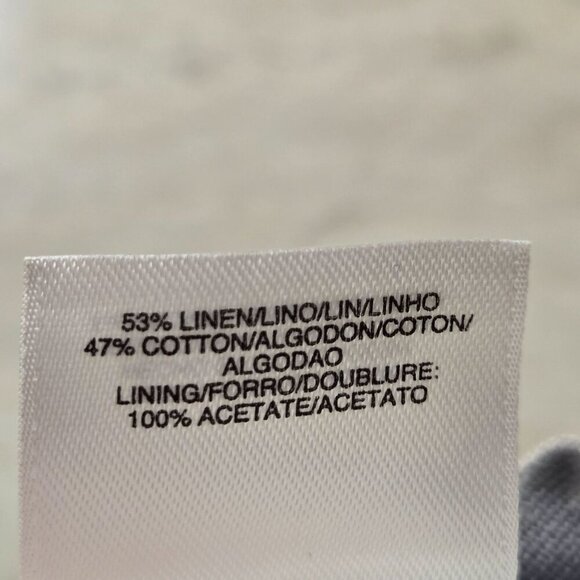 53% LINEN/LINO/LIN/LINHO
47% COTTON/ALGODON/COTON/
ALGODAO
LINING/FORRO/DOUBLURE:
100% ACETATE/ACETATO